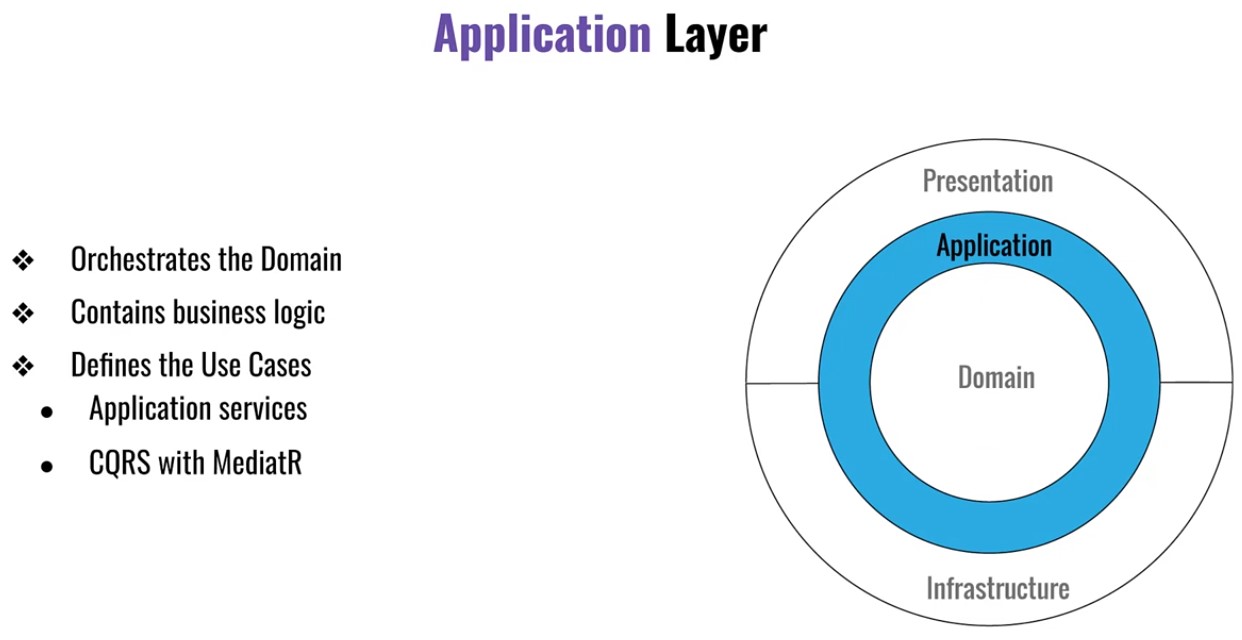 Application Layer
❖ Orchestrates the Domain
❖ Contains business logic
❖ Defines the Use Cases
● Application services
● CQRS with MediatR
Presentation
Application
Domain
Infrastructure